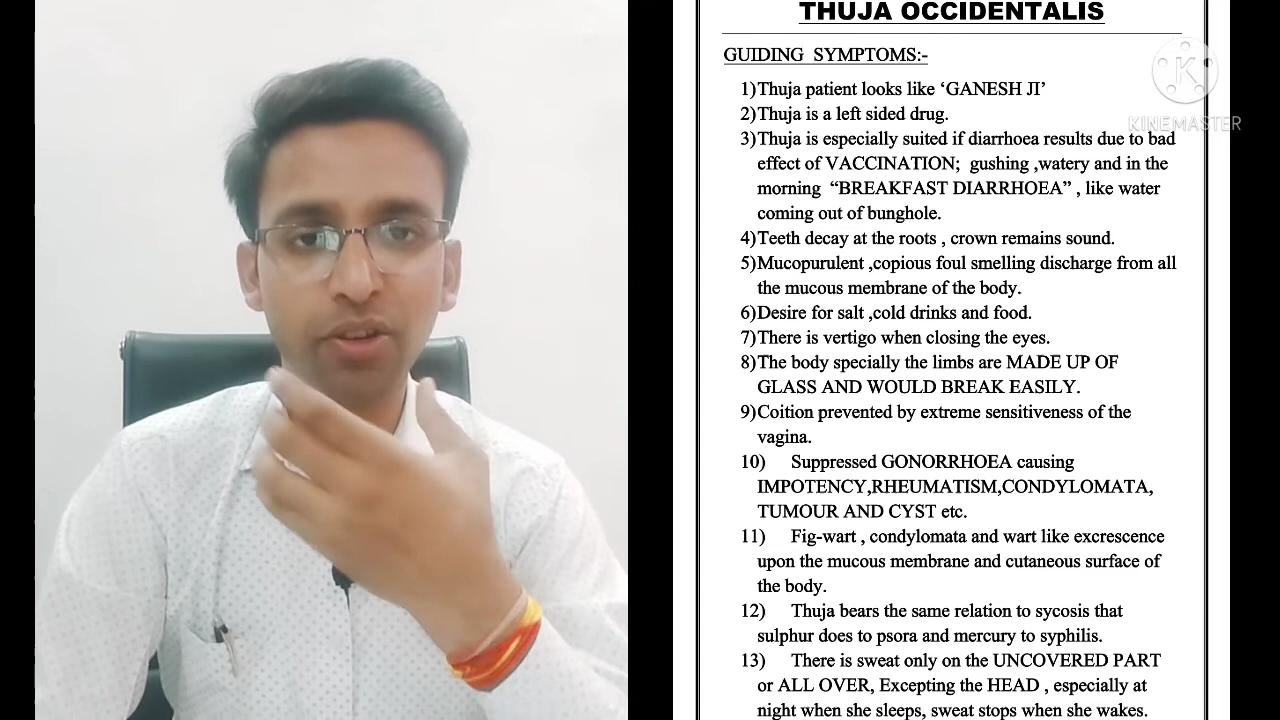 THUJA OCCIDENTALIS
GUIDING SYMPTOMS:-
1)Thuja patient looks like ‘GANESH JI’
2)Thuja is a left sided drug.
3)Thuja is especially suited if diarrhoea results due to bad
effect of VACCINATION; gushing ,watery and in the
morning “BREAKFAST DIARRHOEA” , like water
coming out of bunghole.
4)Teeth decay at the roots , crown remains sound.
5)Mucopurulent ,copious foul smelling discharge from all
the mucous membrane of the body.
6)Desire for salt ,cold drinks and food.
7)There is vertigo when closing the eyes.
8)The body specially the limbs are MADE UP OF
GLASS AND WOULD BREAK EASILY.
9)Coition prevented by extreme sensitiveness of the
vagina.
10) Suppressed GONORRHOEA causing
IMPOTENCY,RHEUMATISM,CONDYLOMATA,
TUMOUR AND CYST etc.
11) Fig-wart , condylomata and wart like excrescence
upon the mucous membrane and cutaneous surface of
the body.
12) Thuja bears the same relation to sycosis that
sulphur does to psora and mercury to syphilis.
13) There is sweat only on the UNCOVERED PART
or ALL OVER, Excepting the HEAD , especially at
night when she sleeps, sweat stops when she wakes.
K
KINEMASTER